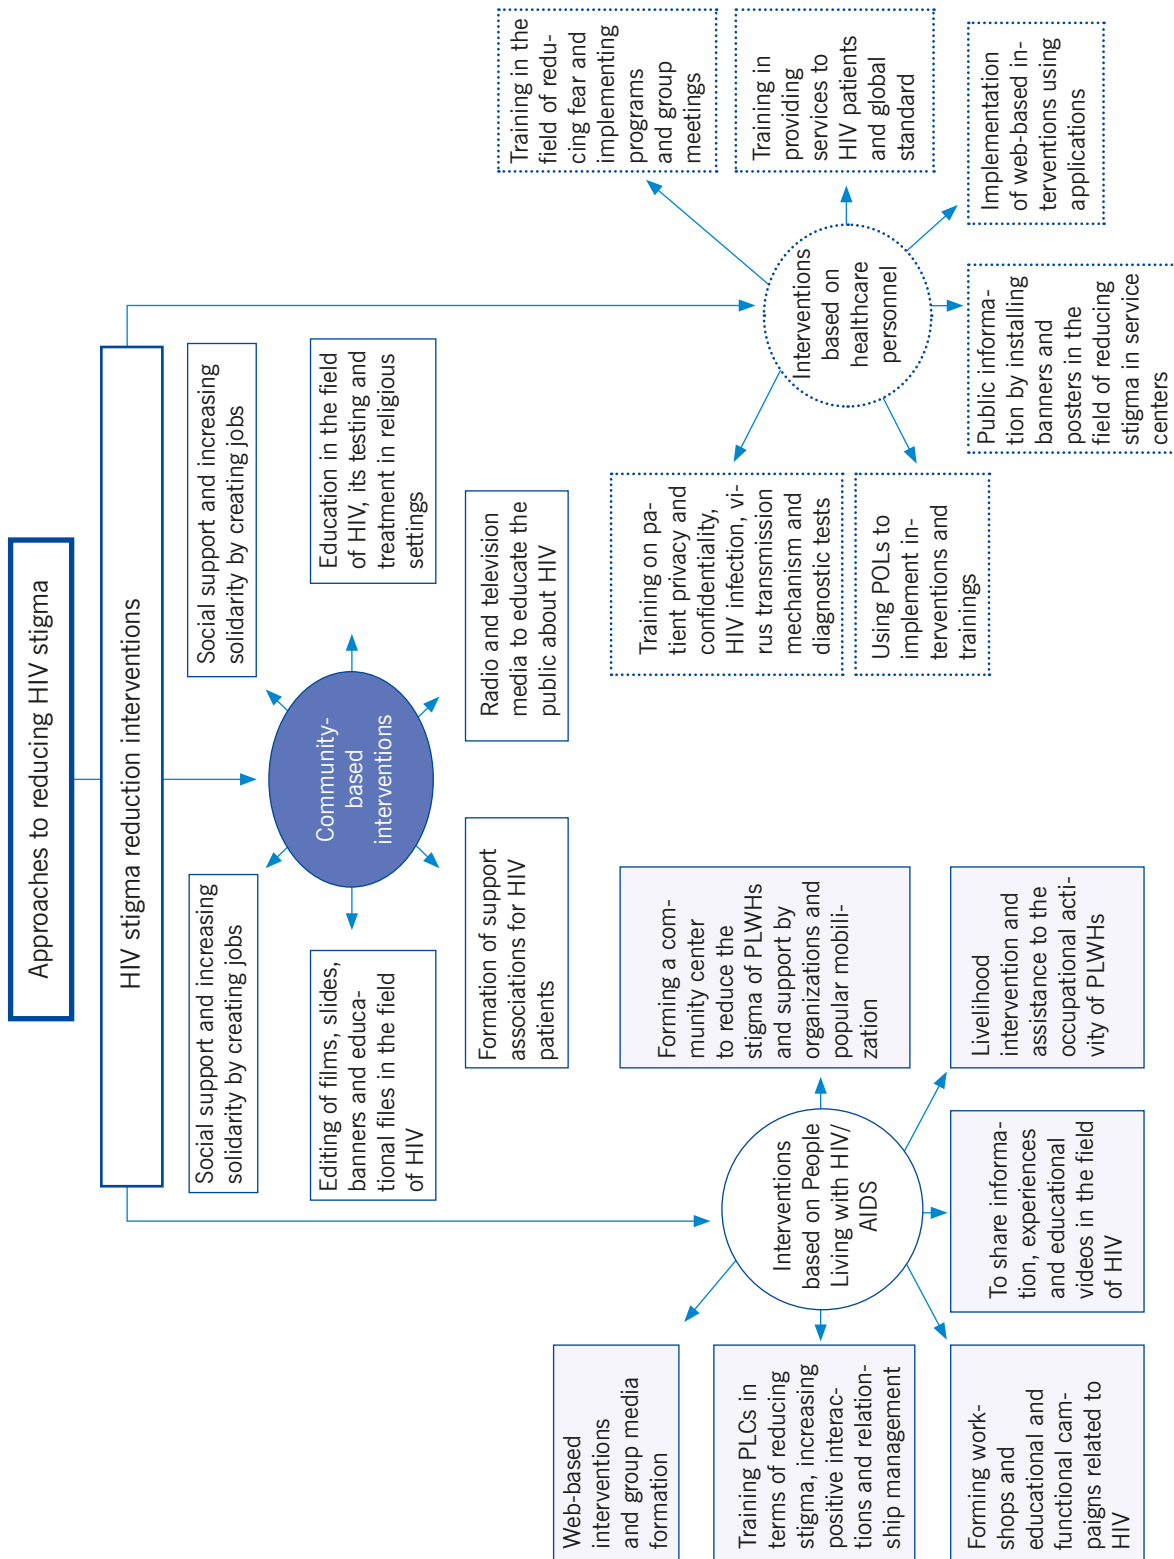 Approaches to reducing HIV stigma
HIV stigma reduction interventions
Social support and increasing
solidarity by creating jobs
Social support and increasing
solidarity by creating jobs
Editing of films, slides,
banners and educa-
tional files in the field
of HIV
Community-
based
interventions
Education in the field
of HIV, its testing and
treatment in religious
settings
Formation of support
associations for HIV
patients
Radio and television
media to educate the
public about HIV
Web-based
interventions
and group media
formation
Interventions
based on People
Living with HIV/
AIDS
Forming a com-
munity center
to reduce the
stigma of PLWHs
and support by
organizations and
popular mobili-
zation
Training PLCs in
terms of reducing
stigma, increasing
positive interac-
tions and relation-
ship management
Forming work-
shops and
educational and
functional cam-
paigns related to
HIV
To share informa-
tion, experiences
and educational
videos in the field
of HIV
Livelihood
intervention and
assistance to the
occupational acti-
vity of PLWHs
Training on pa-
tient privacy and
confidentiality,
HIV infection, vi-
rus transmission
mechanism and
diagnostic tests
Interventions
based on
healthcare
personnel
Training in the
field of redu-
cing fear and
implementing
programs
and group
meetings
Training in
providing
services to
HIV patients
and global
standard
Using POLs to
implement in-
terventions and
trainings
Public informa-
tion by installing
banners and
posters in the
field of reducing
stigma in service
centers
Implementation
of web-based in-
terventions using
applications